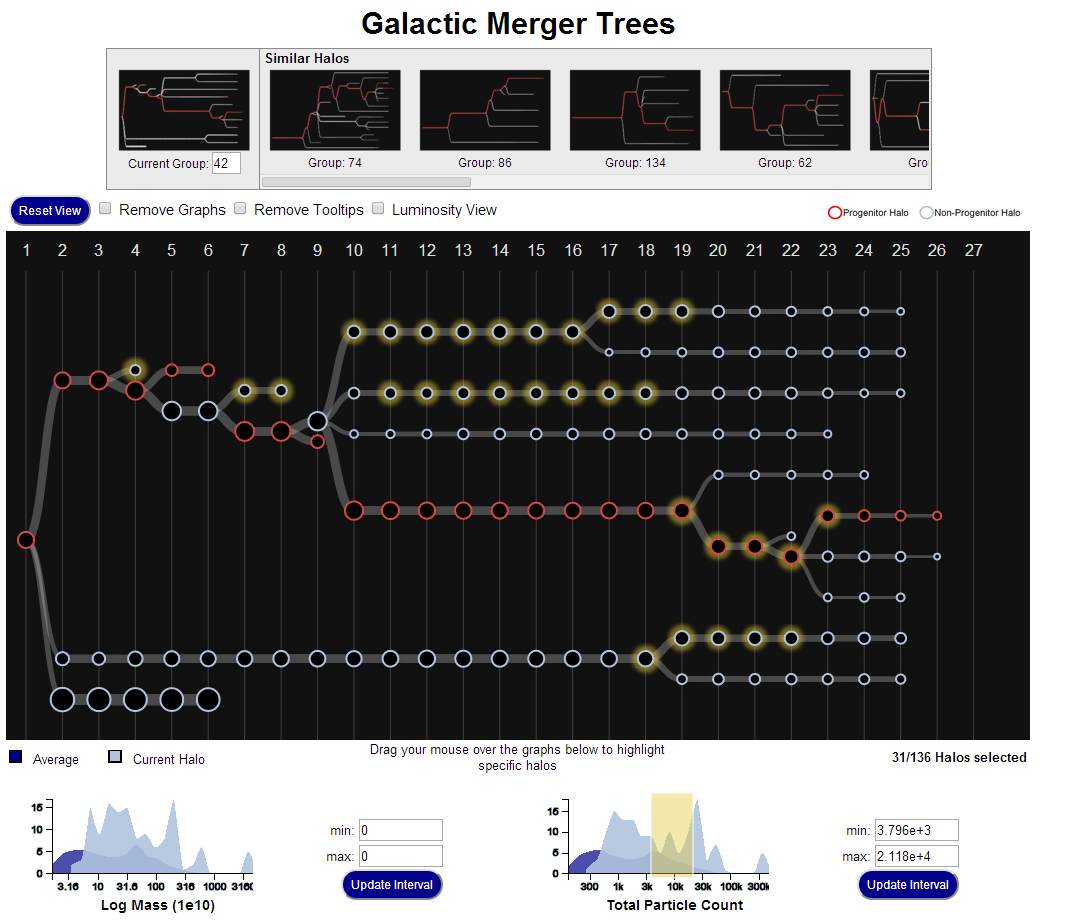 Galactic Merger Trees
Similar Halos
Current Group: 42
Group: 74
Group: 86
Group: 134
Group: 62
Gro
Reset View
Remove Graphs
Remove Tooltips
Luminosity View
Progenitor Halo
Non-Progenitor Halo
1 2 3 4 5 6 7 8 9 10 11 12 13 14 15 16 17 18 19 20 21 22 23 24 25 26 27
Average
Current Halo
Drag your mouse over the graphs below to highlight
specific halos
31/136 Halos selected
15
10
5
0
3.16 10 31.6 100 316 1000 3160
Log Mass (1e10)
min: 0
max: 0
Update Interval
15
10
5
0
300 1k 3k 10k 30k 100k 300k
Total Particle Count
min: 3.796e+3
max: 2.118e+4
Update Interval